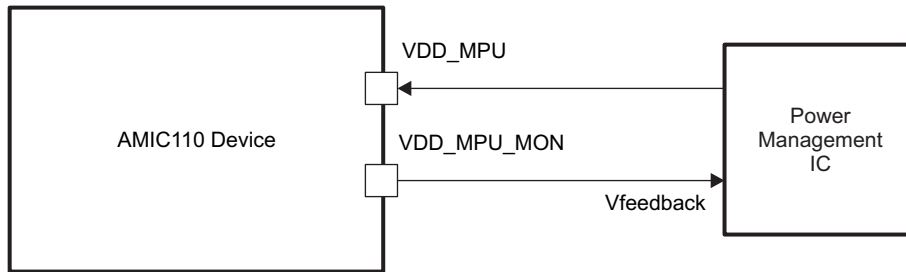 VDD_MPU
AMIC110 Device
VDD_MPU_MON
Vfeedback
Power
Management
IC